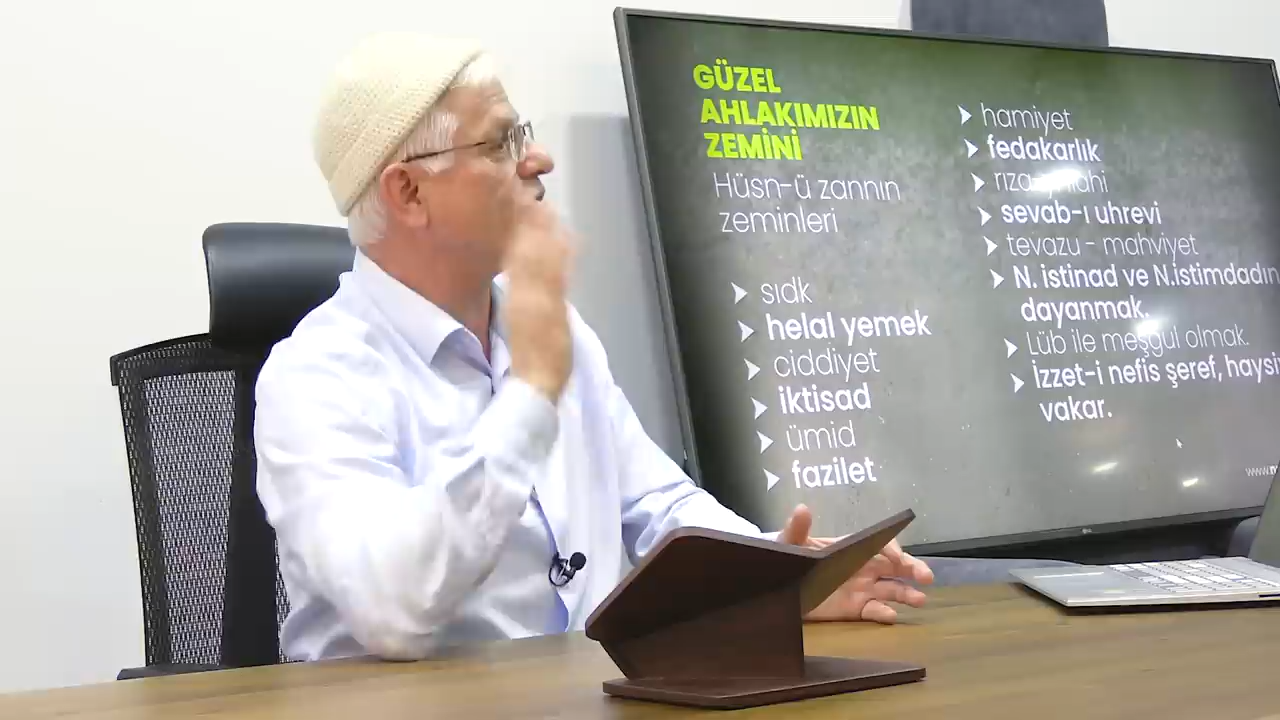 GÜZEL
AHLAKIMIZIN
ZEMİNİ
Hüsn-ü zannın
zeminleri
sıdk
helal yemek
ciddiyet
iktisad
ümid
fazilet
hamiyet
fedakarlık
sevab-ı uhrevi
tevazu - mahviyet
N. istinad ve N.istimdadın
dayanmak.
Lüb ile meşgul olmak.
İzzet-i nefis şeref,
vakar.